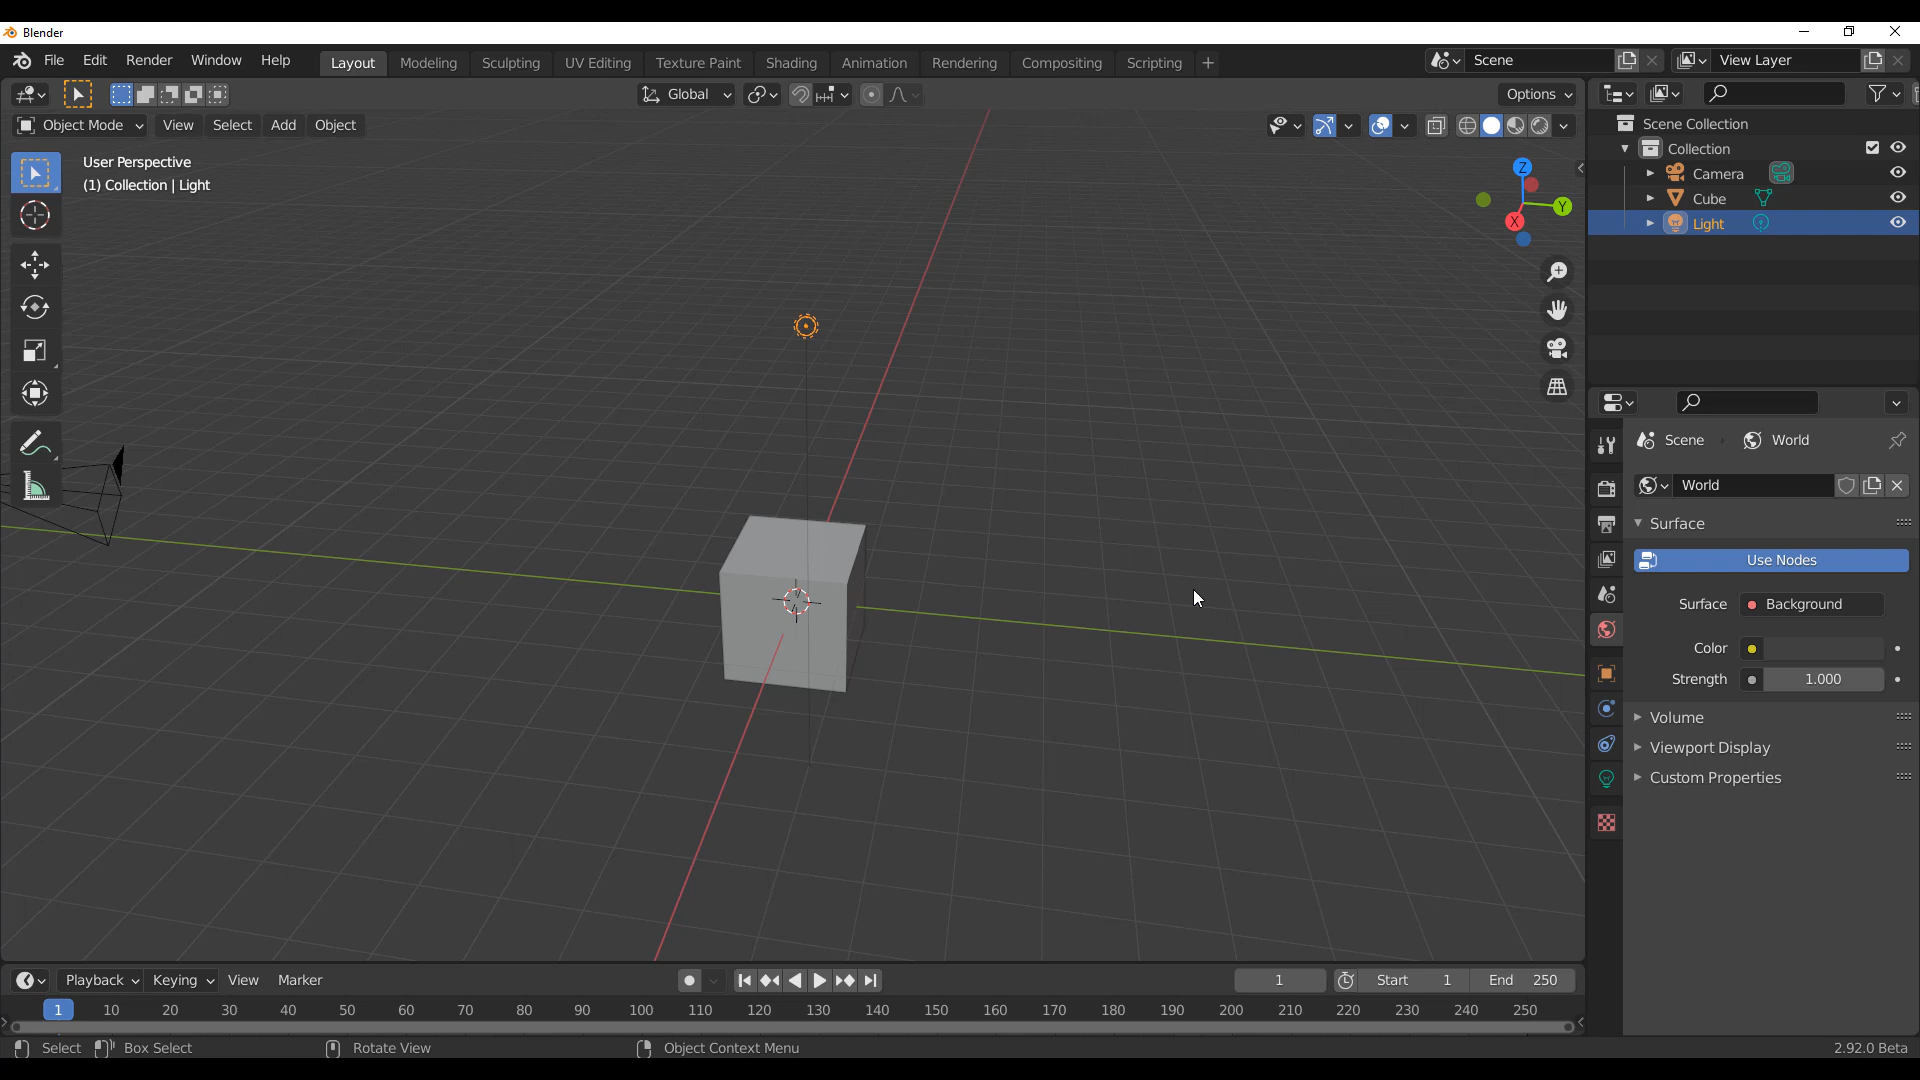 Blender
File Edit Render Window Help Layout Modeling Sculpting UV Editing Texture Paint Shading Animation Rendering Compositing Scripting + Scene View Layer
Global Options
Object Mode View Select Add Object
Scene Collection
Collection
Camera
Cube
Light
User Perspective
(1) Collection | Light
Z
Y
X
Scene World
World
Surface
Use Nodes
Surface Background
Color
Strength 1.000
Volume
Viewport Display
Custom Properties
Playback Keying View Marker 1 Start 1 End 250
1 10 20 30 40 50 60 70 80 90 100 110 120 130 140 150 160 170 180 190 200 210 220 230 240 250
Select Box Select Rotate View Object Context Menu 2.92.0 Beta